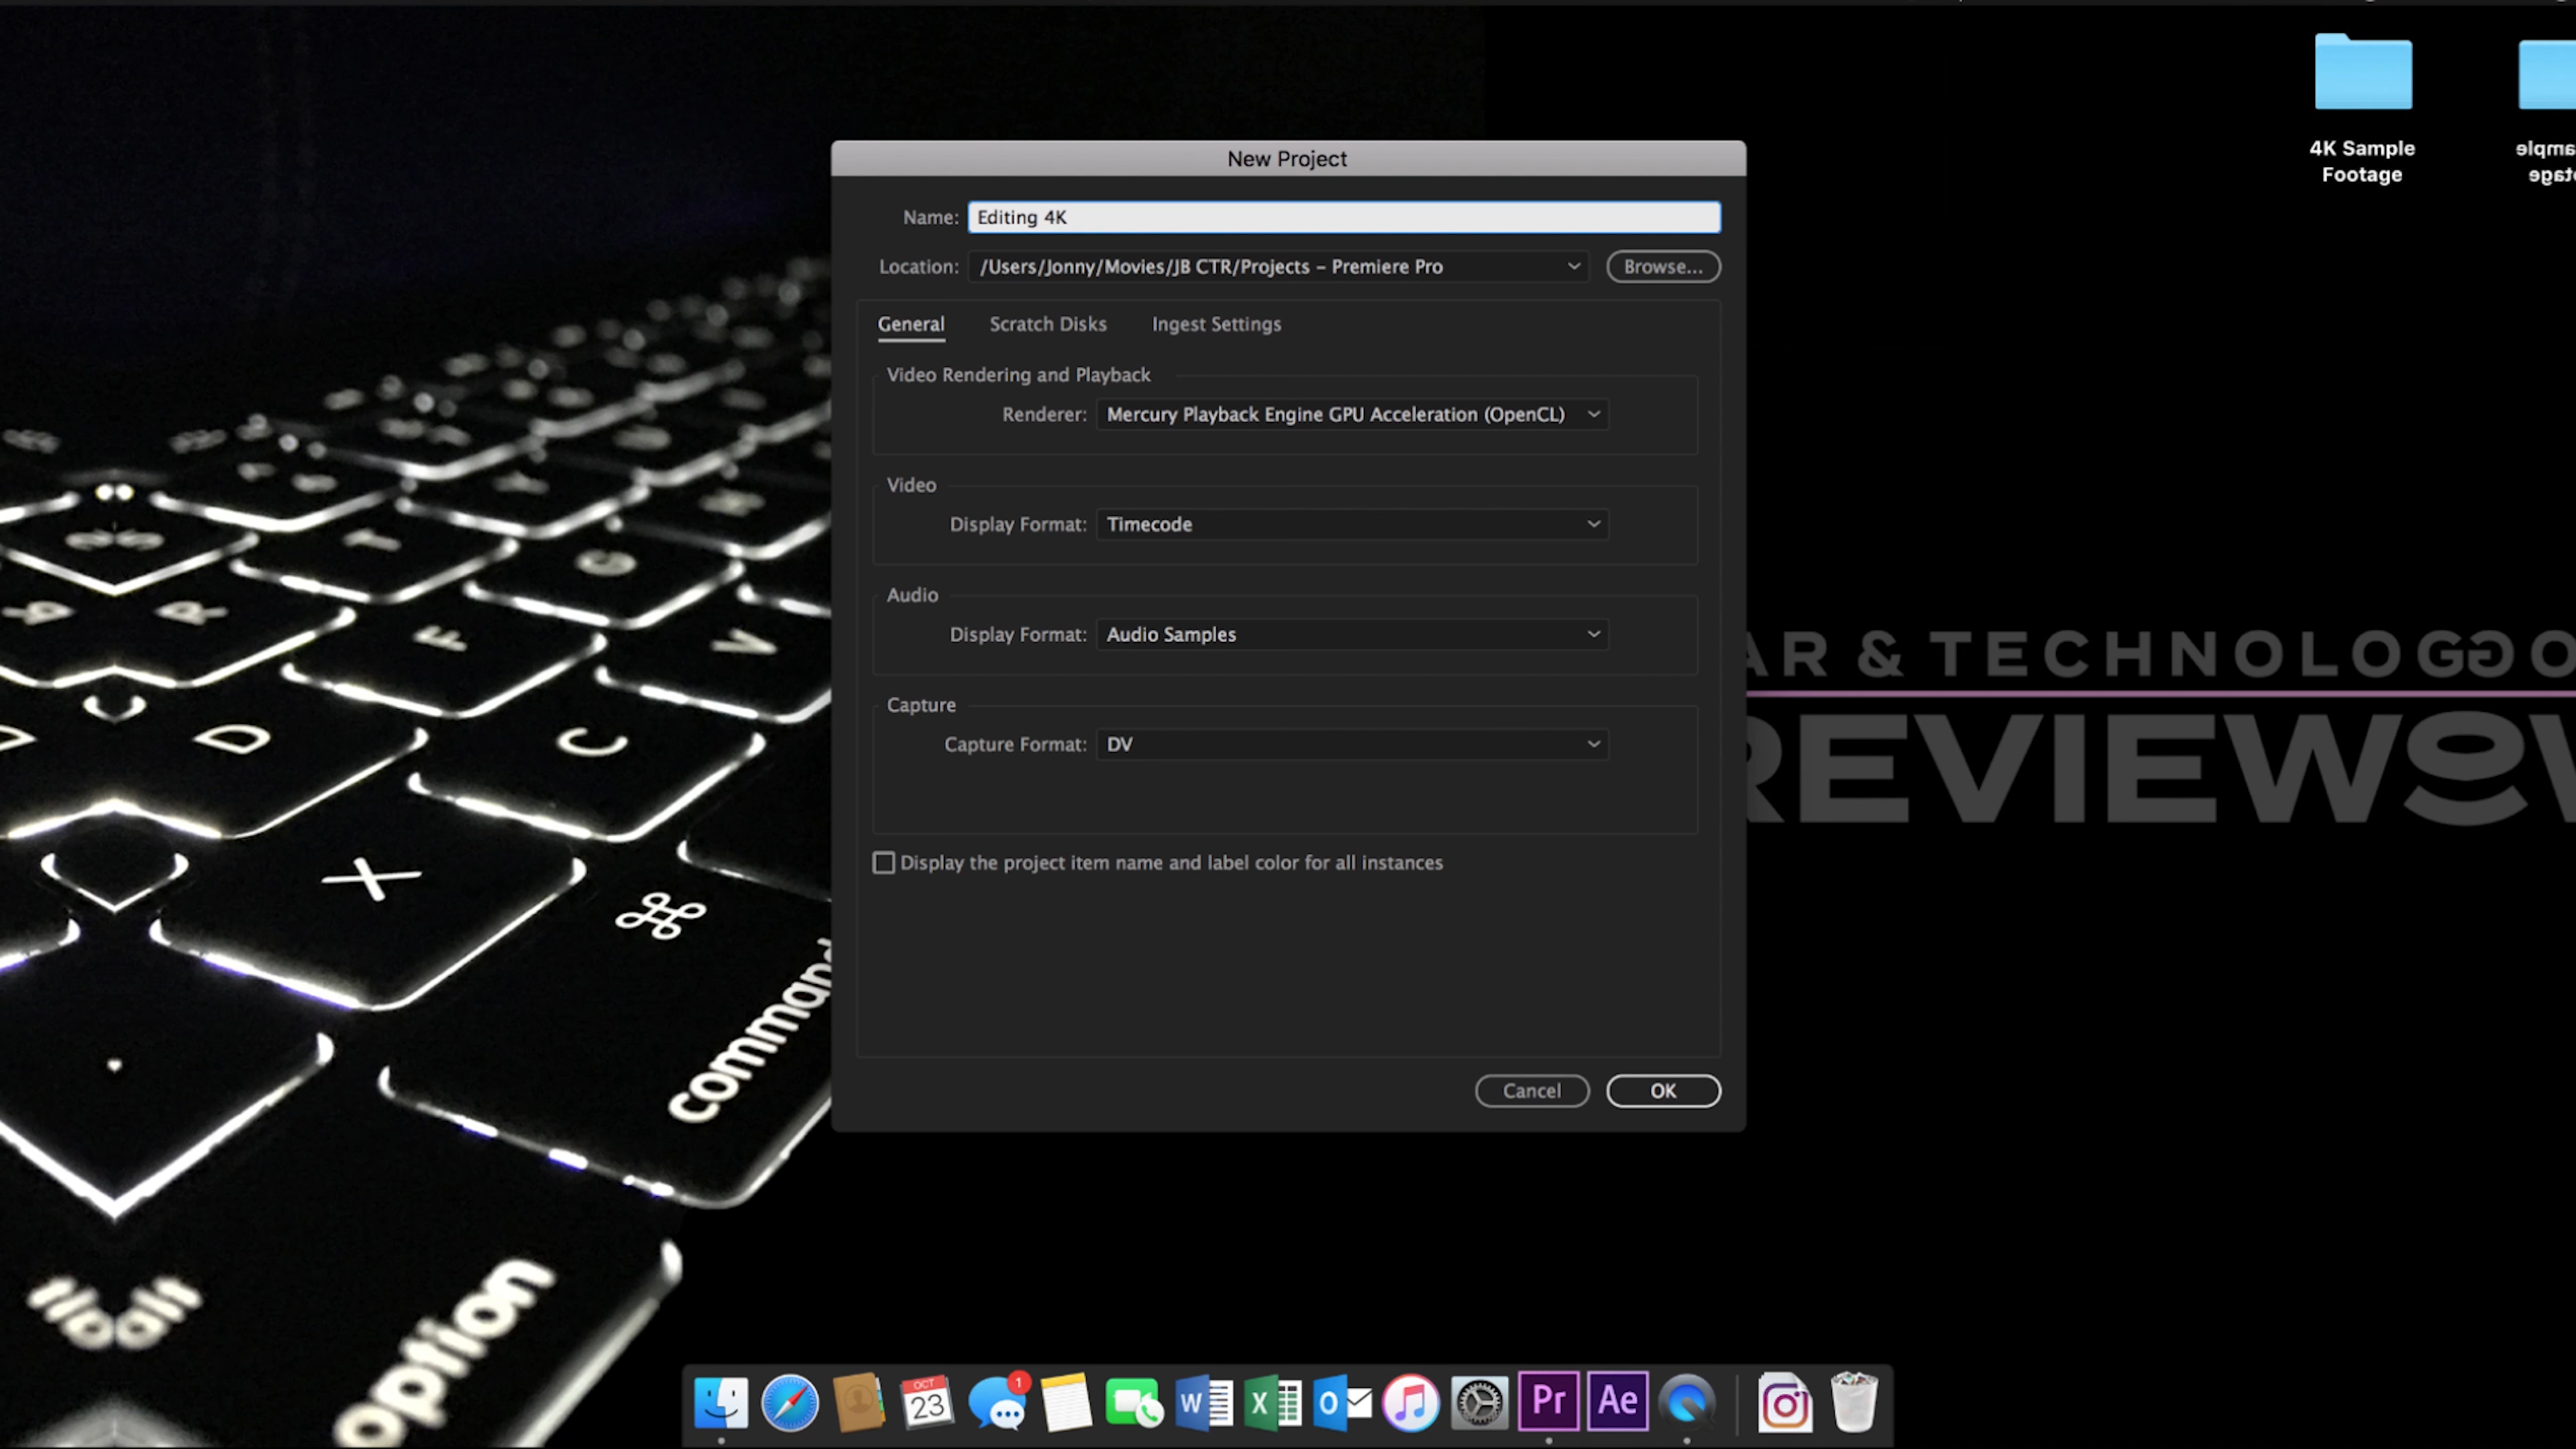 4K Sample
Footage
New Project
Name: Editing 4K
Location: /Users/Jonny/Movies/JB CTR/Projects – Premiere Pro
Browse...
General Scratch Disks Ingest Settings
Video Rendering and Playback
Renderer: Mercury Playback Engine GPU Acceleration (OpenCL)
Video
Display Format: Timecode
Audio
Display Format: Audio Samples
Capture
Capture Format: DV
Display the project item name and label color for all instances
Cancel OK
AR & TECHNOLOG
REVIEW
T
G
F
V
D
C
X
⌘
command
option
OCT
23
1
W
X
O
Pr
Ae